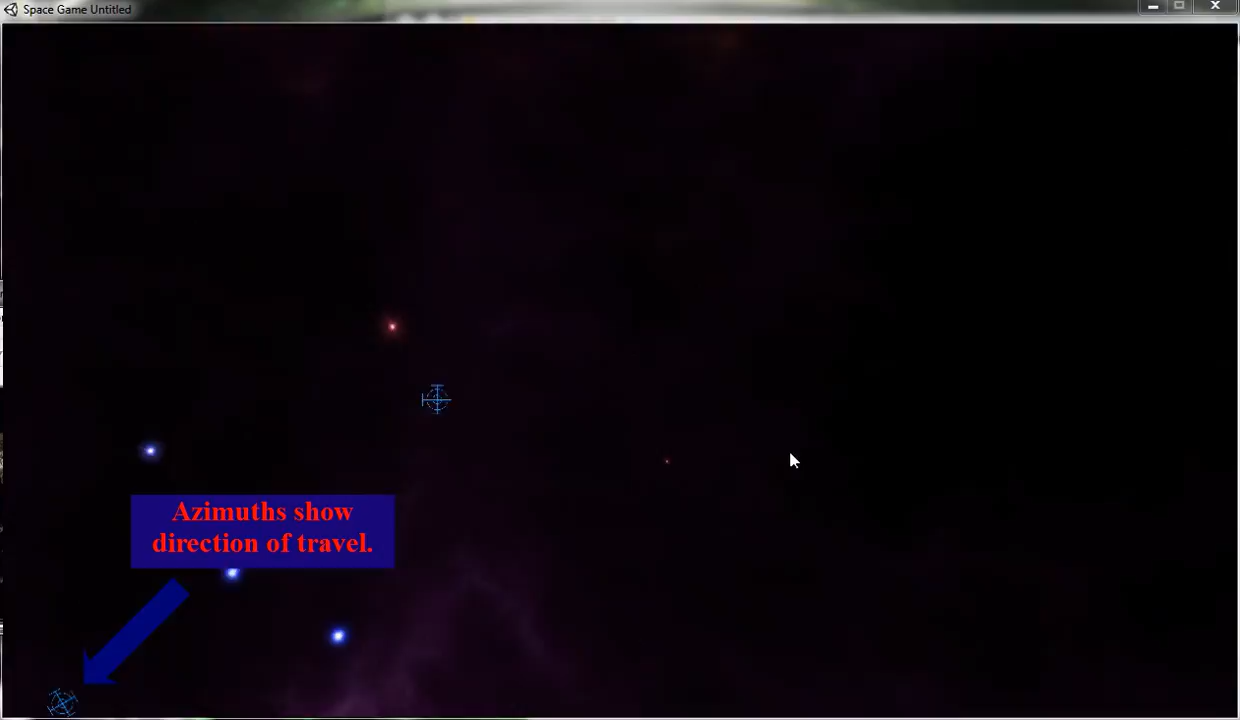 Space Game Untitled
Azimuths show
direction of travel.